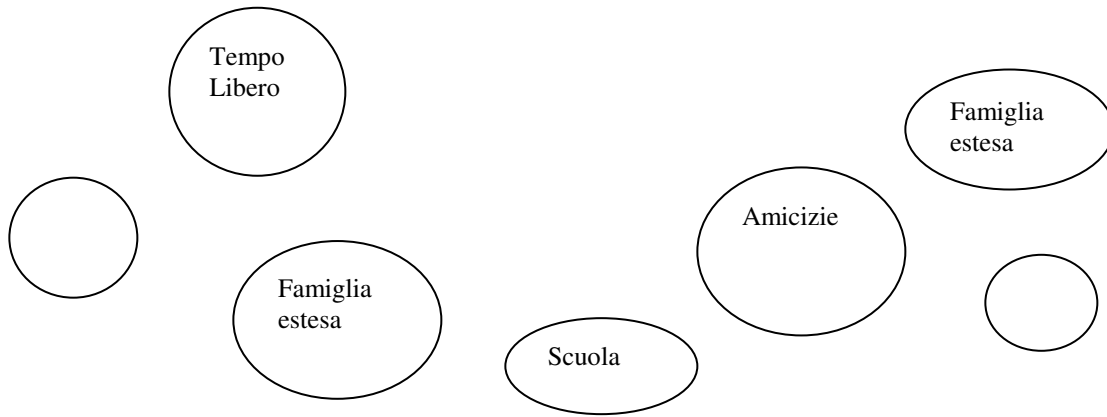 Tempo
Libero
Famiglia
estesa
Amicizie
Famiglia
estesa
Scuola